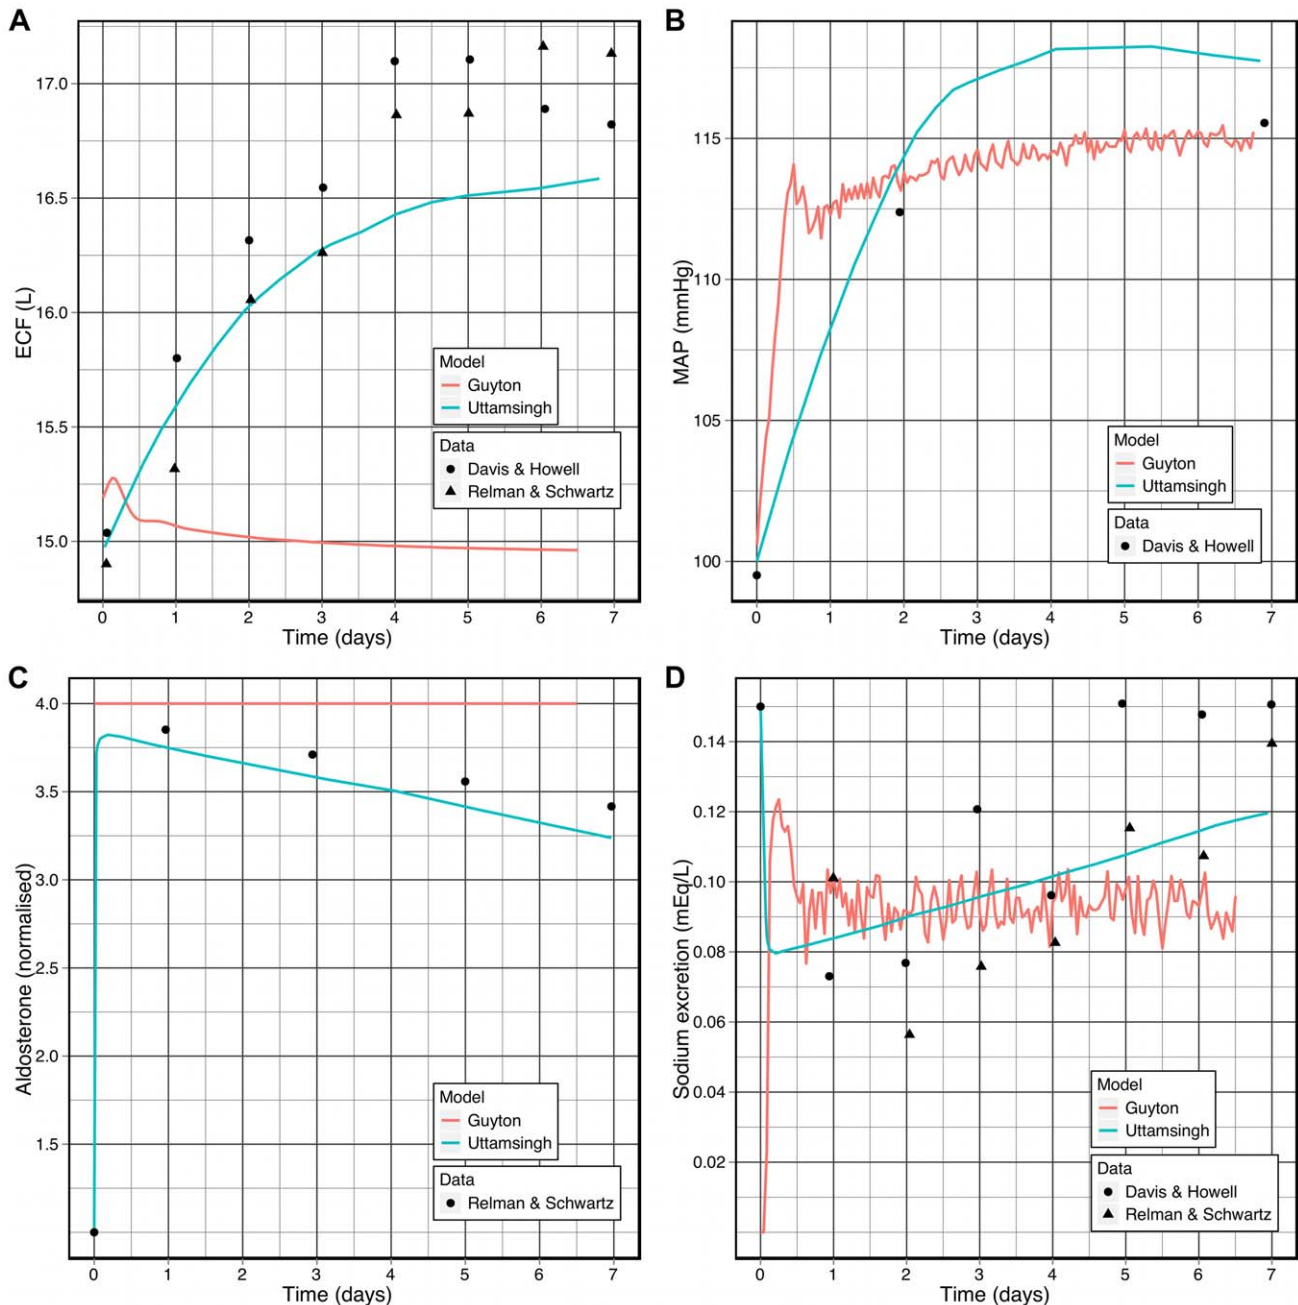 A
17.0
16.5
16.0
15.5
15.0
ECF (L)
0 1 2 3 4 5 6 7
Time (days)
Model
Guyton
Uttamsingh
Data
Davis & Howell
Relman & Schwartz
B
115
110
105
100
MAP (mmHg)
0 1 2 3 4 5 6 7
Time (days)
Model
Guyton
Uttamsingh
Data
Davis & Howell
C
4.0
3.5
3.0
2.5
2.0
1.5
Aldosterone (normalised)
0 1 2 3 4 5 6 7
Time (days)
Model
Guyton
Uttamsingh
Data
Relman & Schwartz
D
0.14
0.12
0.10
0.08
0.06
0.04
0.02
Sodium excretion (mEq/L)
0 1 2 3 4 5 6 7
Time (days)
Model
Guyton
Uttamsingh
Data
Davis & Howell
Relman & Schwartz